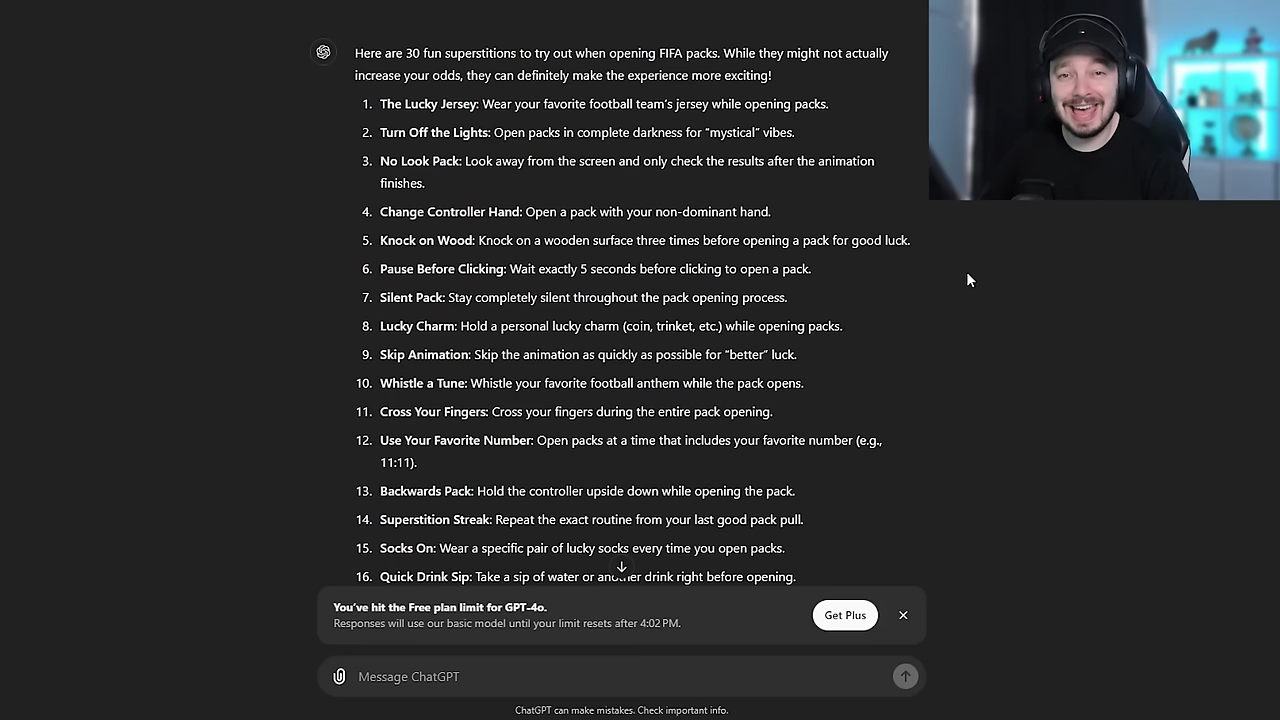 Here are 30 fun superstitions to try out when opening FIFA packs. While they might not actually
increase your odds, they can definitely make the experience more exciting!
1. The Lucky Jersey: Wear your favorite football team's jersey while opening packs.
2. Turn Off the Lights: Open packs in complete darkness for "mystical" vibes.
3. No Look Pack: Look away from the screen and only check the results after the animation
finishes.
4. Change Controller Hand: Open a pack with your non-dominant hand.
5. Knock on Wood: Knock on a wooden surface three times before opening a pack for good luck.
6. Pause Before Clicking: Wait exactly 5 seconds before clicking to open a pack.
7. Silent Pack: Stay completely silent throughout the pack opening process.
8. Lucky Charm: Hold a personal lucky charm (coin, trinket, etc.) while opening packs.
9. Skip Animation: Skip the animation as quickly as possible for "better" luck.
10. Whistle a Tune: Whistle your favorite football anthem while the pack opens.
11. Cross Your Fingers: Cross your fingers during the entire pack opening.
12. Use Your Favorite Number: Open packs at a time that includes your favorite number (e.g.,
11:11).
13. Backwards Pack: Hold the controller upside down while opening the pack.
14. Superstition Streak: Repeat the exact routine from your last good pack pull.
15. Socks On: Wear a specific pair of lucky socks every time you open packs.
16. Quick Drink Sip: Take a sip of water or another drink right before opening.
You've hit the Free plan limit for GPT-4o.
Responses will use our basic model until your limit resets after 4:02 PM.
Get Plus
Message ChatGPT
ChatGPT can make mistakes. Check important info.